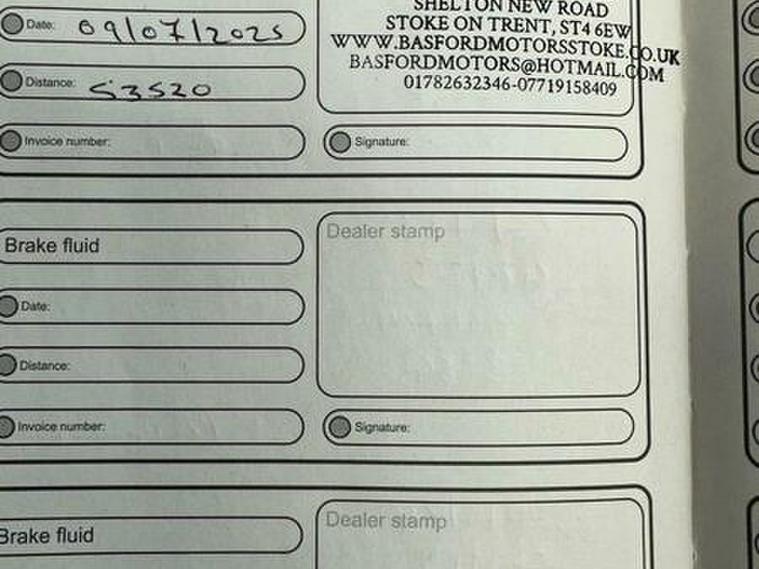 SHELTON NEW ROAD
Date: 09/07/2025
STOKE ON TRENT, ST4 6EW
WWW.BASFORDMOTORSSTOKE.CO.UK
BASFORDMOTORS@HOTMAIL.COM
Distance: 53520
01782632346-07719158409
Invoice number:
Signature:
Brake fluid
Dealer stamp
Date:
Distance:
Invoice number:
Signature:
Brake fluid
Dealer stamp